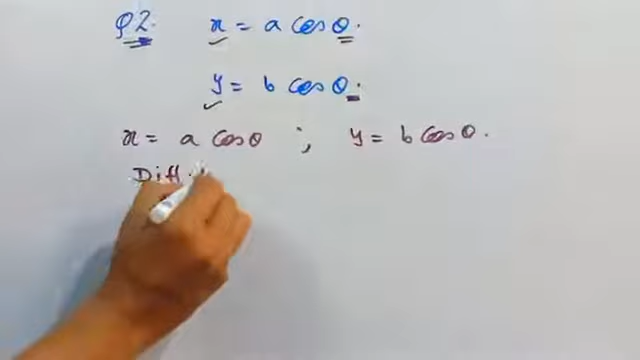 Q2. x = a cos θ.
y = b cos θ.
x = a cos θ ; y = b cos θ.
Diff.